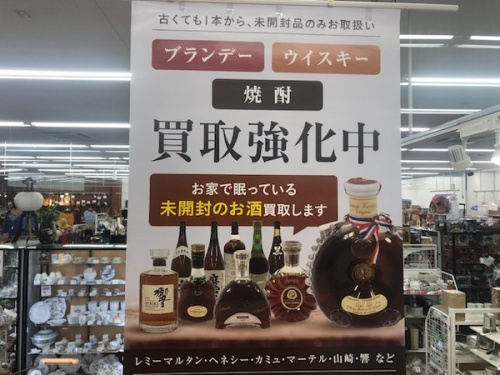 古くても1本から、未開封品のみお取扱い
ブランデー
ウイスキー
焼酎
買取強化中
お家で眠っている
未開封のお酒買取します
響
レミーマルタン・ヘネシー・カミュ・マーテル・山崎・響 など